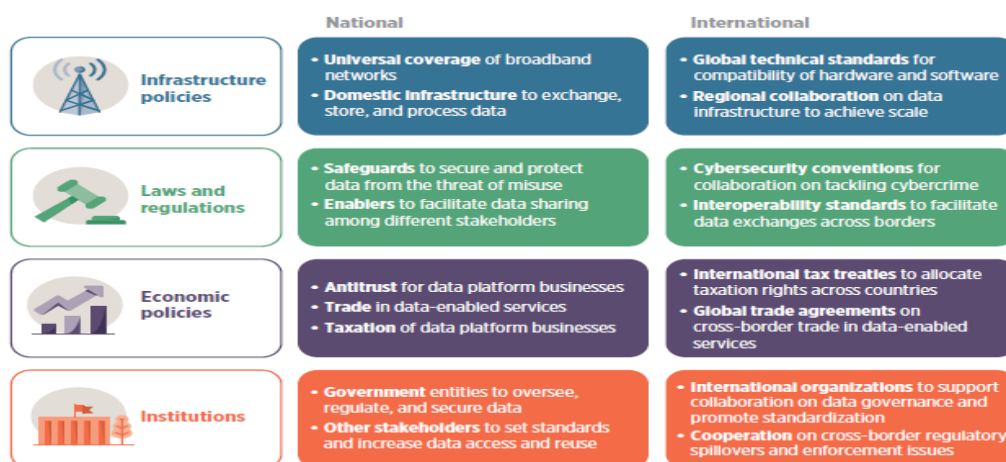 National
International
Infrastructure
policies
• Universal coverage of broadband
networks
• Domestic infrastructure to exchange,
store, and process data
• Global technical standards for
compatibility of hardware and software
• Regional collaboration on data
infrastructure to achieve scale
Laws and
regulations
• Safeguards to secure and protect
data from the threat of misuse
• Enablers to facilitate data sharing
among different stakeholders
• Cybersecurity conventions for
collaboration on tackling cybercrime
• Interoperability standards to facilitate
data exchanges across borders
Economic
policies
• Antitrust for data platform businesses
• Trade in data-enabled services
• Taxation of data platform businesses
• International tax treaties to allocate
taxation rights across countries
• Global trade agreements on
cross-border trade in data-enabled
services
Institutions
• Government entities to oversee,
regulate, and secure data
• Other stakeholders to set standards
and increase data access and reuse
• International organizations to support
collaboration on data governance and
promote standardization
• Cooperation on cross-border regulatory
spillovers and enforcement issues